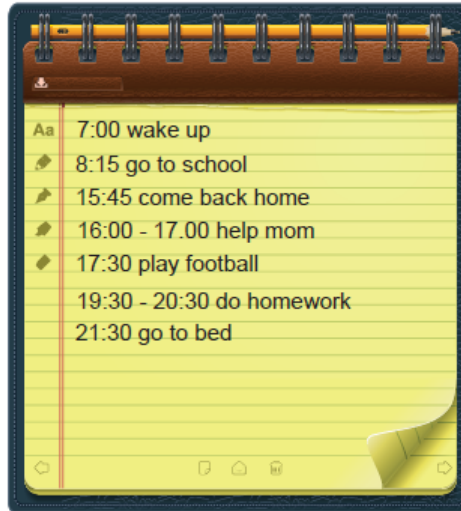 Aa
7:00 wake up
8:15 go to school
15:45 come back home
16:00 - 17.00 help mom
17:30 play football
19:30 - 20:30 do homework
21:30 go to bed